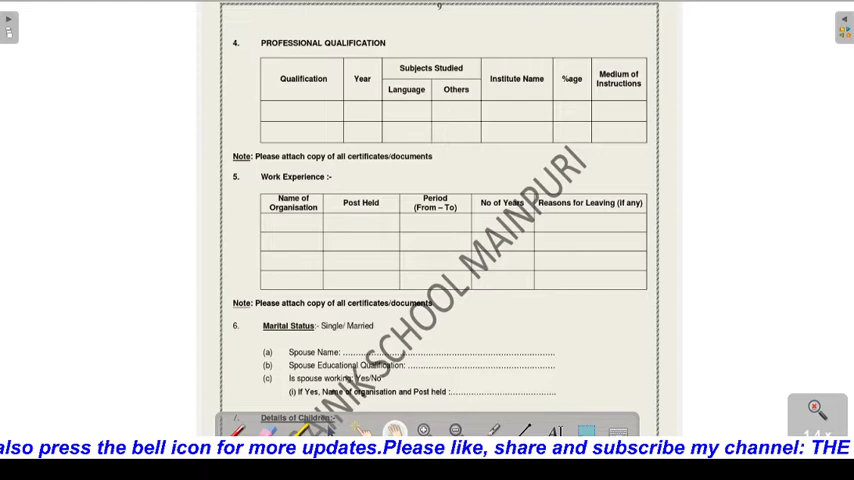 9
4. PROFESSIONAL QUALIFICATION
Qualification Year Subjects Studied Institute Name %age Medium of Instructions
Language Others
Note: Please attach copy of all certificates/documents
5. Work Experience :-
Name of Organisation Post Held Period (From – To) No of Years Reasons for Leaving (if any)
Note: Please attach copy of all certificates/documents
6. Marital Status:- Single/ Married
(a) Spouse Name: ......................................................................
(b) Spouse Educational Qualification: ................................................
(c) Is spouse working: Yes/No
(i) If Yes, Name of organisation and Post held :...................................
7. Details of Children:-
SAINIK SCHOOL MAINPURI
also press the bell icon for more updates.Please like, share and subscribe my channel: THE